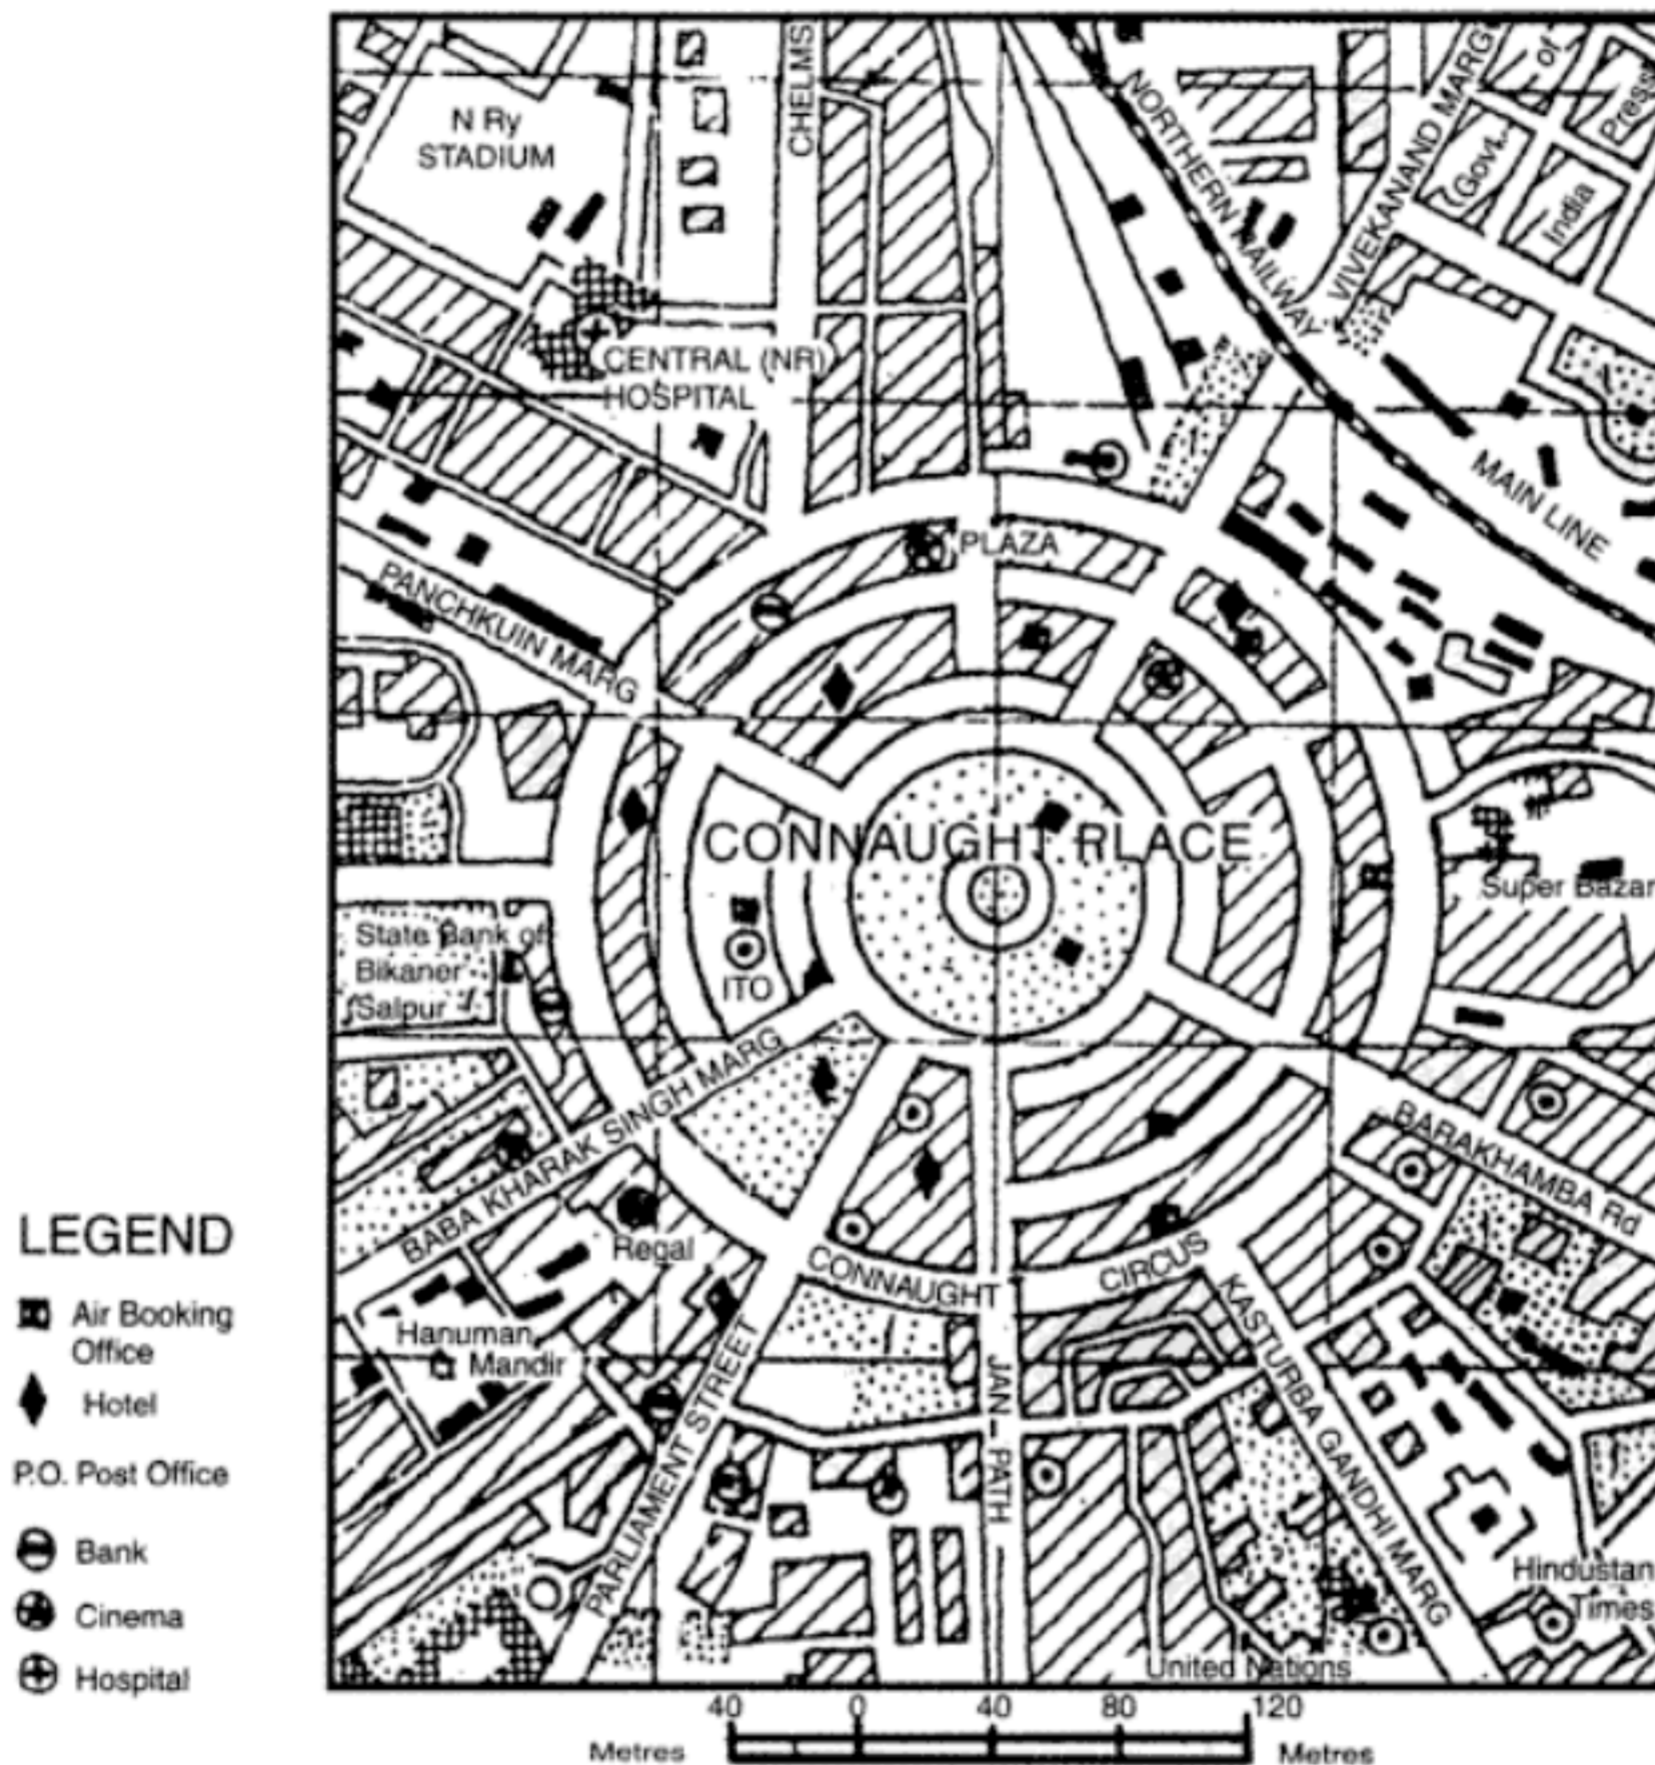 N Ry
STADIUM
CHELMS
NORTHERN RAILWAY
VIVEKANAND MARG
Govt.
of
India
Press
CENTRAL (NR)
HOSPITAL
MAIN LINE
PLAZA
PANCHKUIN MARG
CONNAUGHT PLACE
Super Bazar
State Bank of
Bikaner
Salpur
ITO
BABA KHARAK SINGH MARG
BARAKHAMBA Rd
Regal
CONNAUGHT CIRCUS
Hanuman
Mandir
PARLIAMENT STREET
JAN PATH
KASTURBA GANDHI MARG
Hindustan
Times
United Nations
LEGEND
Air Booking
Office
Hotel
P.O. Post Office
Bank
Cinema
Hospital
40 0 40 80 120
Metres Metres